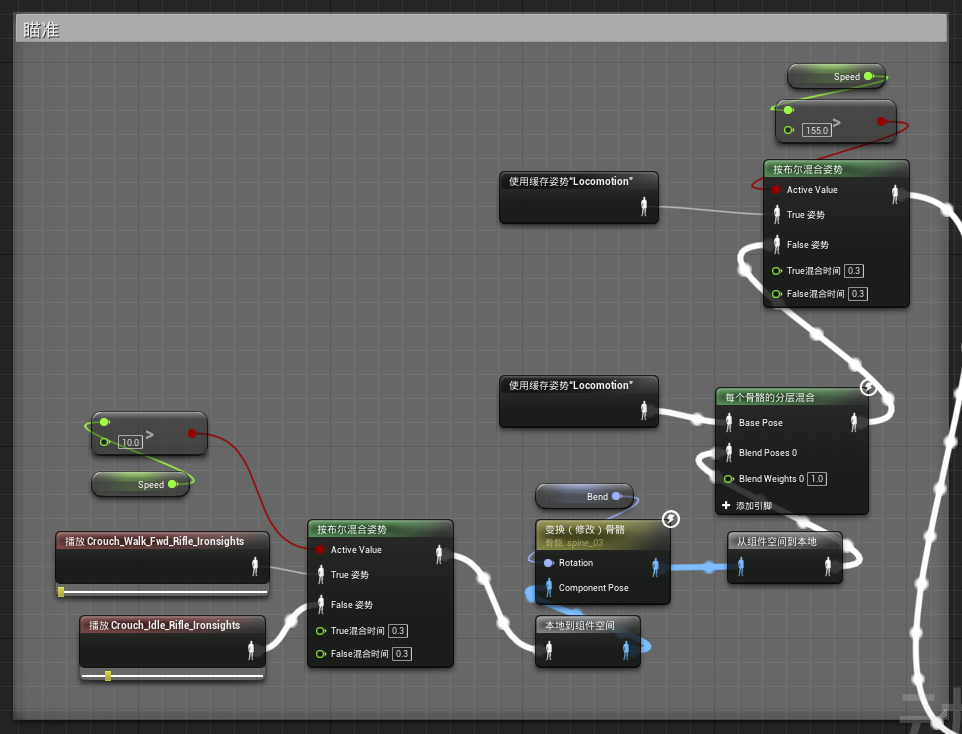 瞄准
Speed
>
155.0
按布尔混合姿势
Active Value
True 姿势
False 姿势
True混合时间 0.3
False混合时间 0.3
使用缓存姿势"Locomotion"
使用缓存姿势"Locomotion"
每个骨骼的分层混合
Base Pose
Blend Poses 0
Blend Weights 0 1.0
添加引脚
>
10.0
Speed
播放 Crouch_Walk_Fwd_Rifle_Ironsights
播放 Crouch_Idle_Rifle_Ironsights
按布尔混合姿势
Active Value
True 姿势
False 姿势
True混合时间 0.3
False混合时间 0.3
Bend
变换（修改）骨骼
骨骼: spine_03
Rotation
Component Pose
本地到组件空间
从组件空间到本地